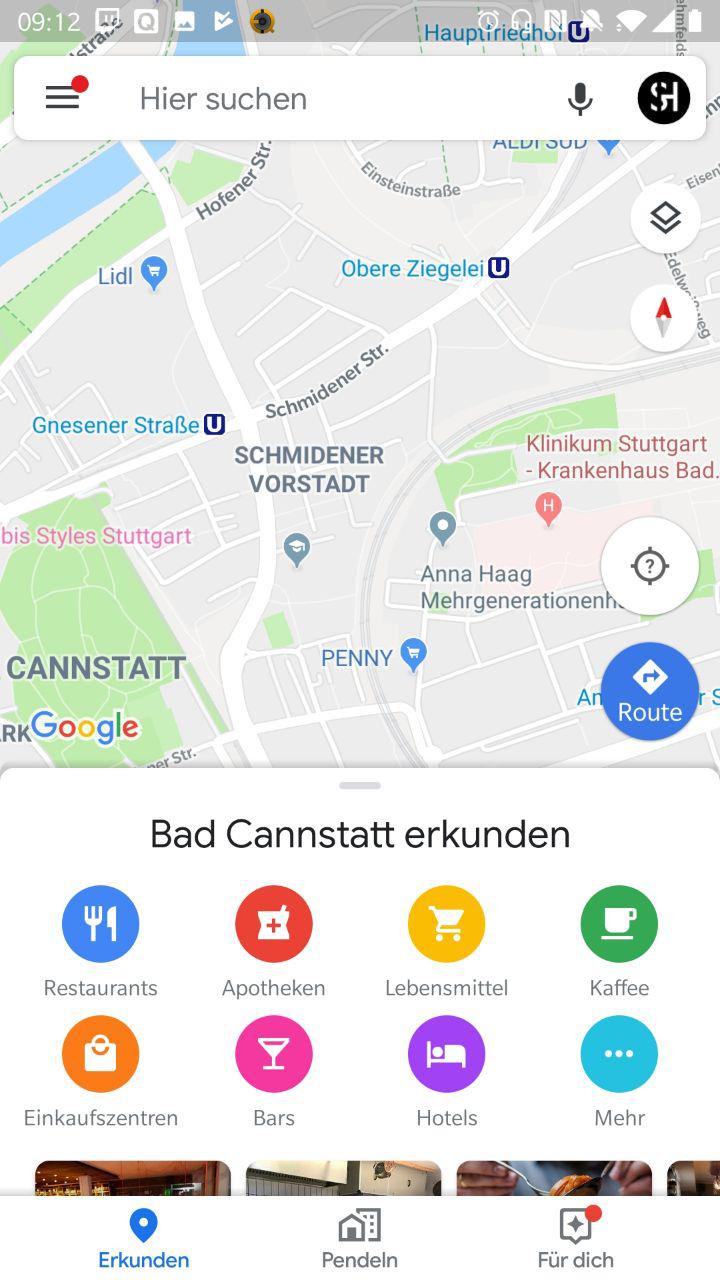 09:12
straße
Hauptfriedhof U
Hier suchen
SH
ALDI SÜD
Hofener Str.
Einsteinstraße
Lidl
Obere Ziegelei U
Schmidener Str.
Gnesener Straße U
SCHMIDENER
VORSTADT
Klinikum Stuttgart
- Krankenhaus Bad.
H
bis Styles Stuttgart
Anna Haag
Mehrgenerationenh
CANNSTATT
PENNY
Route
Google
Bad Cannstatt erkunden
Restaurants
Apotheken
Lebensmittel
Kaffee
Einkaufszentren
Bars
Hotels
Mehr
Erkunden
Pendeln
Für dich